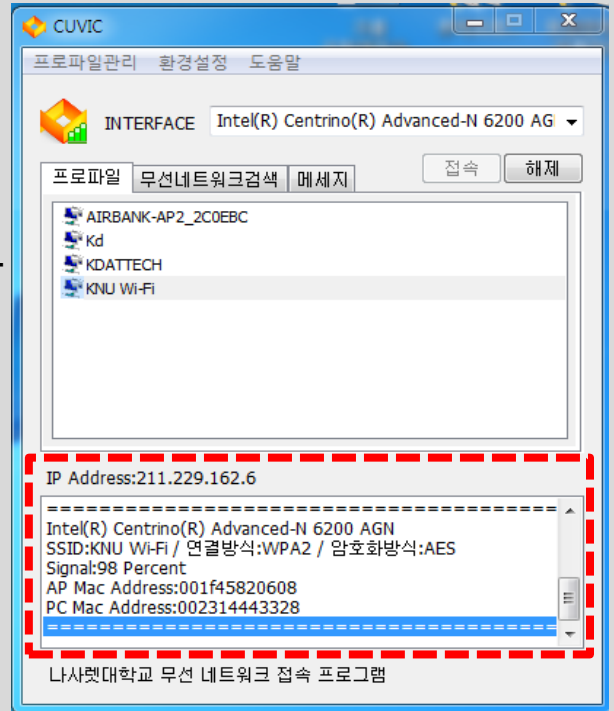 CUVIC
프로파일관리 환경설정 도움말
INTERFACE Intel(R) Centrino(R) Advanced-N 6200 AG
프로파일 무선네트워크검색 메세지 접속 해제
AIRBANK-AP2_2C0EBC
Kd
KDATTECH
KNU Wi-Fi
IP Address:211.229.162.6
=======================================
Intel(R) Centrino(R) Advanced-N 6200 AGN
SSID:KNU Wi-Fi / 연결방식:WPA2 / 암호화방식:AES
Signal:98 Percent
AP Mac Address:001f45820608
PC Mac Address:002314443328
=======================================
나사렛대학교 무선 네트워크 접속 프로그램